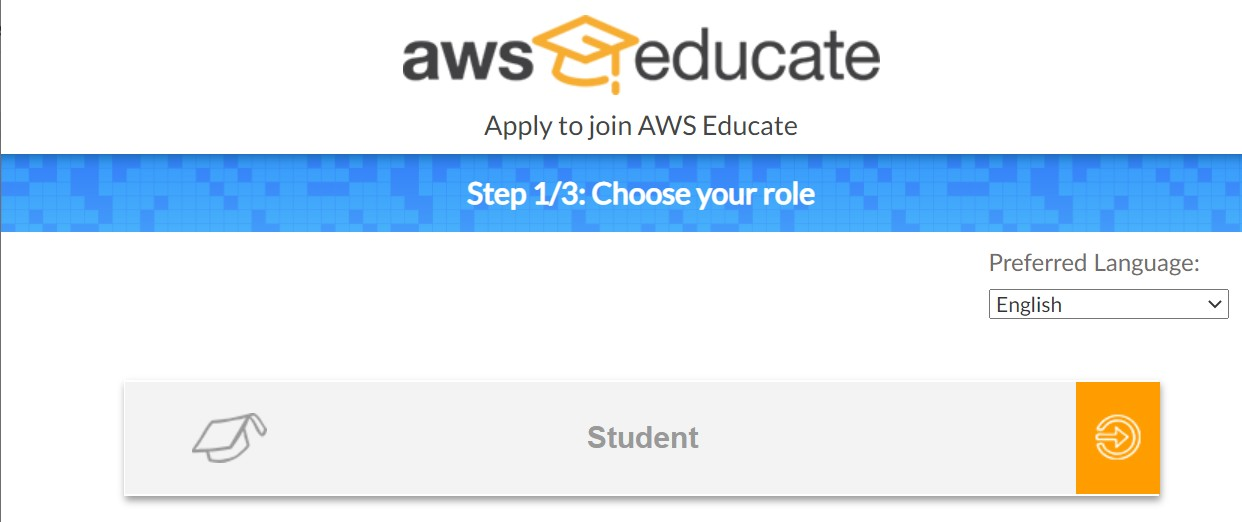 aws educate
Apply to join AWS Educate
Step 1/3: Choose your role
Preferred Language:
English
Student